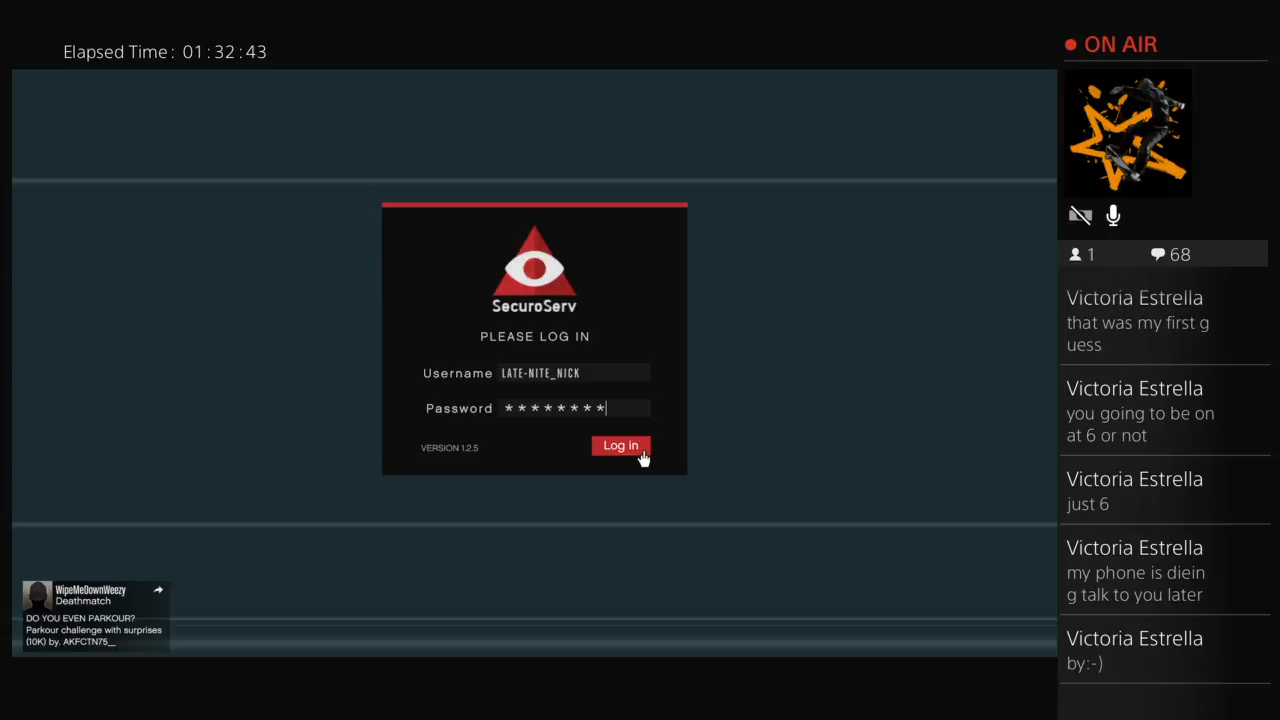 Elapsed Time: 01:32:43
ON AIR
1 68
SecuroServ
PLEASE LOG IN
Username LATE-NITE_NICK
Password ********
VERSION 1.2.5
Log in
WipeMeDownWeezy
Deathmatch
DO YOU EVEN PARKOUR?
Parkour challenge with surprises
(10K) by. AKFCTN75__
Victoria Estrella
that was my first g
uess
Victoria Estrella
you going to be on
at 6 or not
Victoria Estrella
just 6
Victoria Estrella
my phone is diein
g talk to you later
Victoria Estrella
by:-)